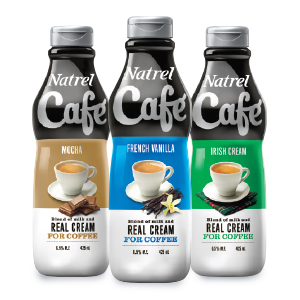 Natrel
Café
MOCHA
Blend of milk and
REAL CREAM
FOR COFFEE
Natrel
Café
FRENCH VANILLA
Blend of milk and
REAL CREAM
FOR COFFEE
Natrel
Café
IRISH CREAM
Blend of milk and
REAL CREAM
FOR COFFEE